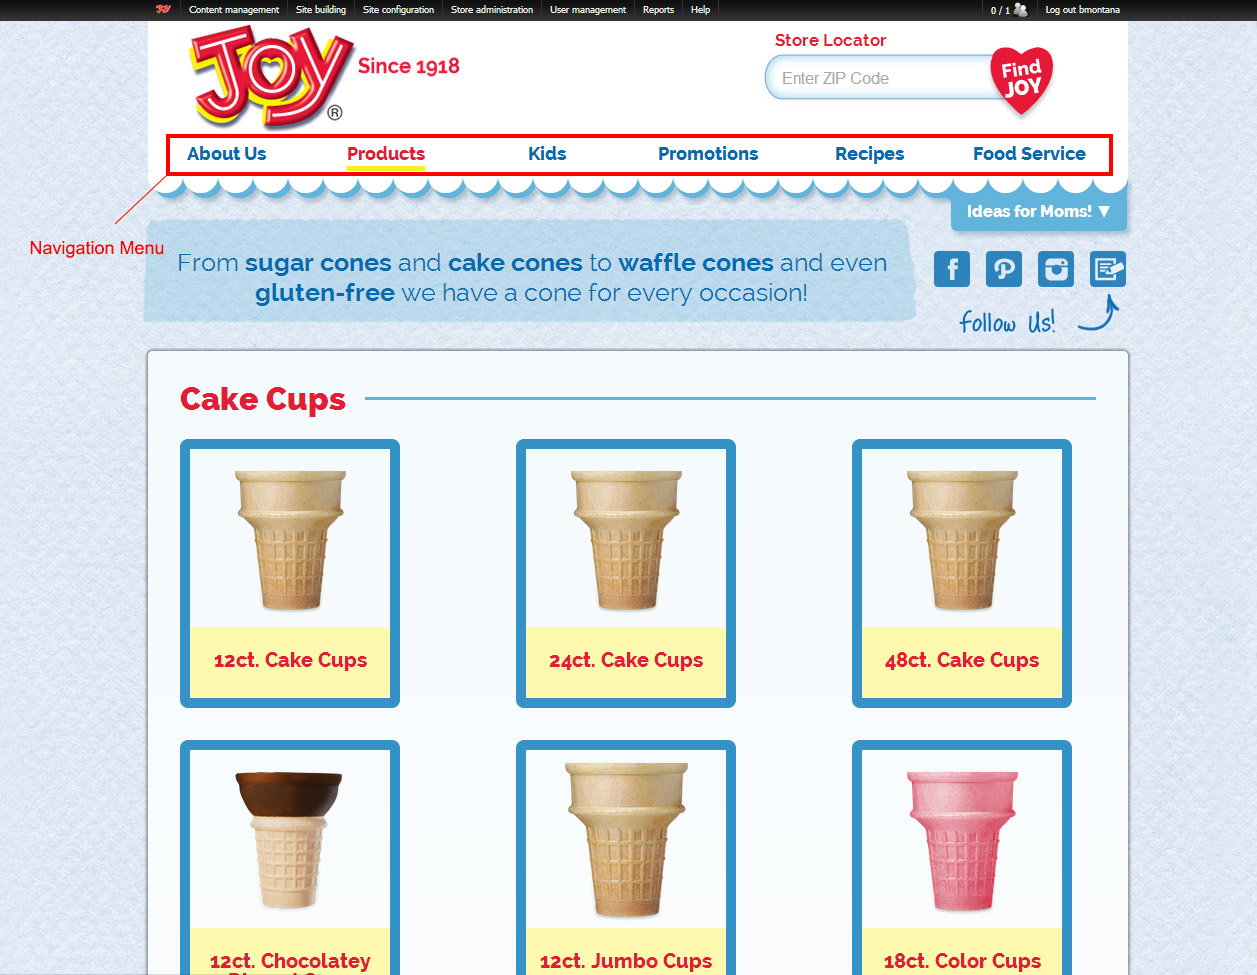 JOY Content management Site building Site configuration Store administration User management Reports Help 0 / 1 Log out bmontana
JOY ®
Since 1918
Store Locator
Enter ZIP Code
Find
JOY
About Us Products Kids Promotions Recipes Food Service
Ideas for Moms! ▼
Navigation Menu
From sugar cones and cake cones to waffle cones and even
gluten-free we have a cone for every occasion!
follow Us!
Cake Cups
12ct. Cake Cups 24ct. Cake Cups 48ct. Cake Cups
12ct. Chocolatey 12ct. Jumbo Cups 18ct. Color Cups